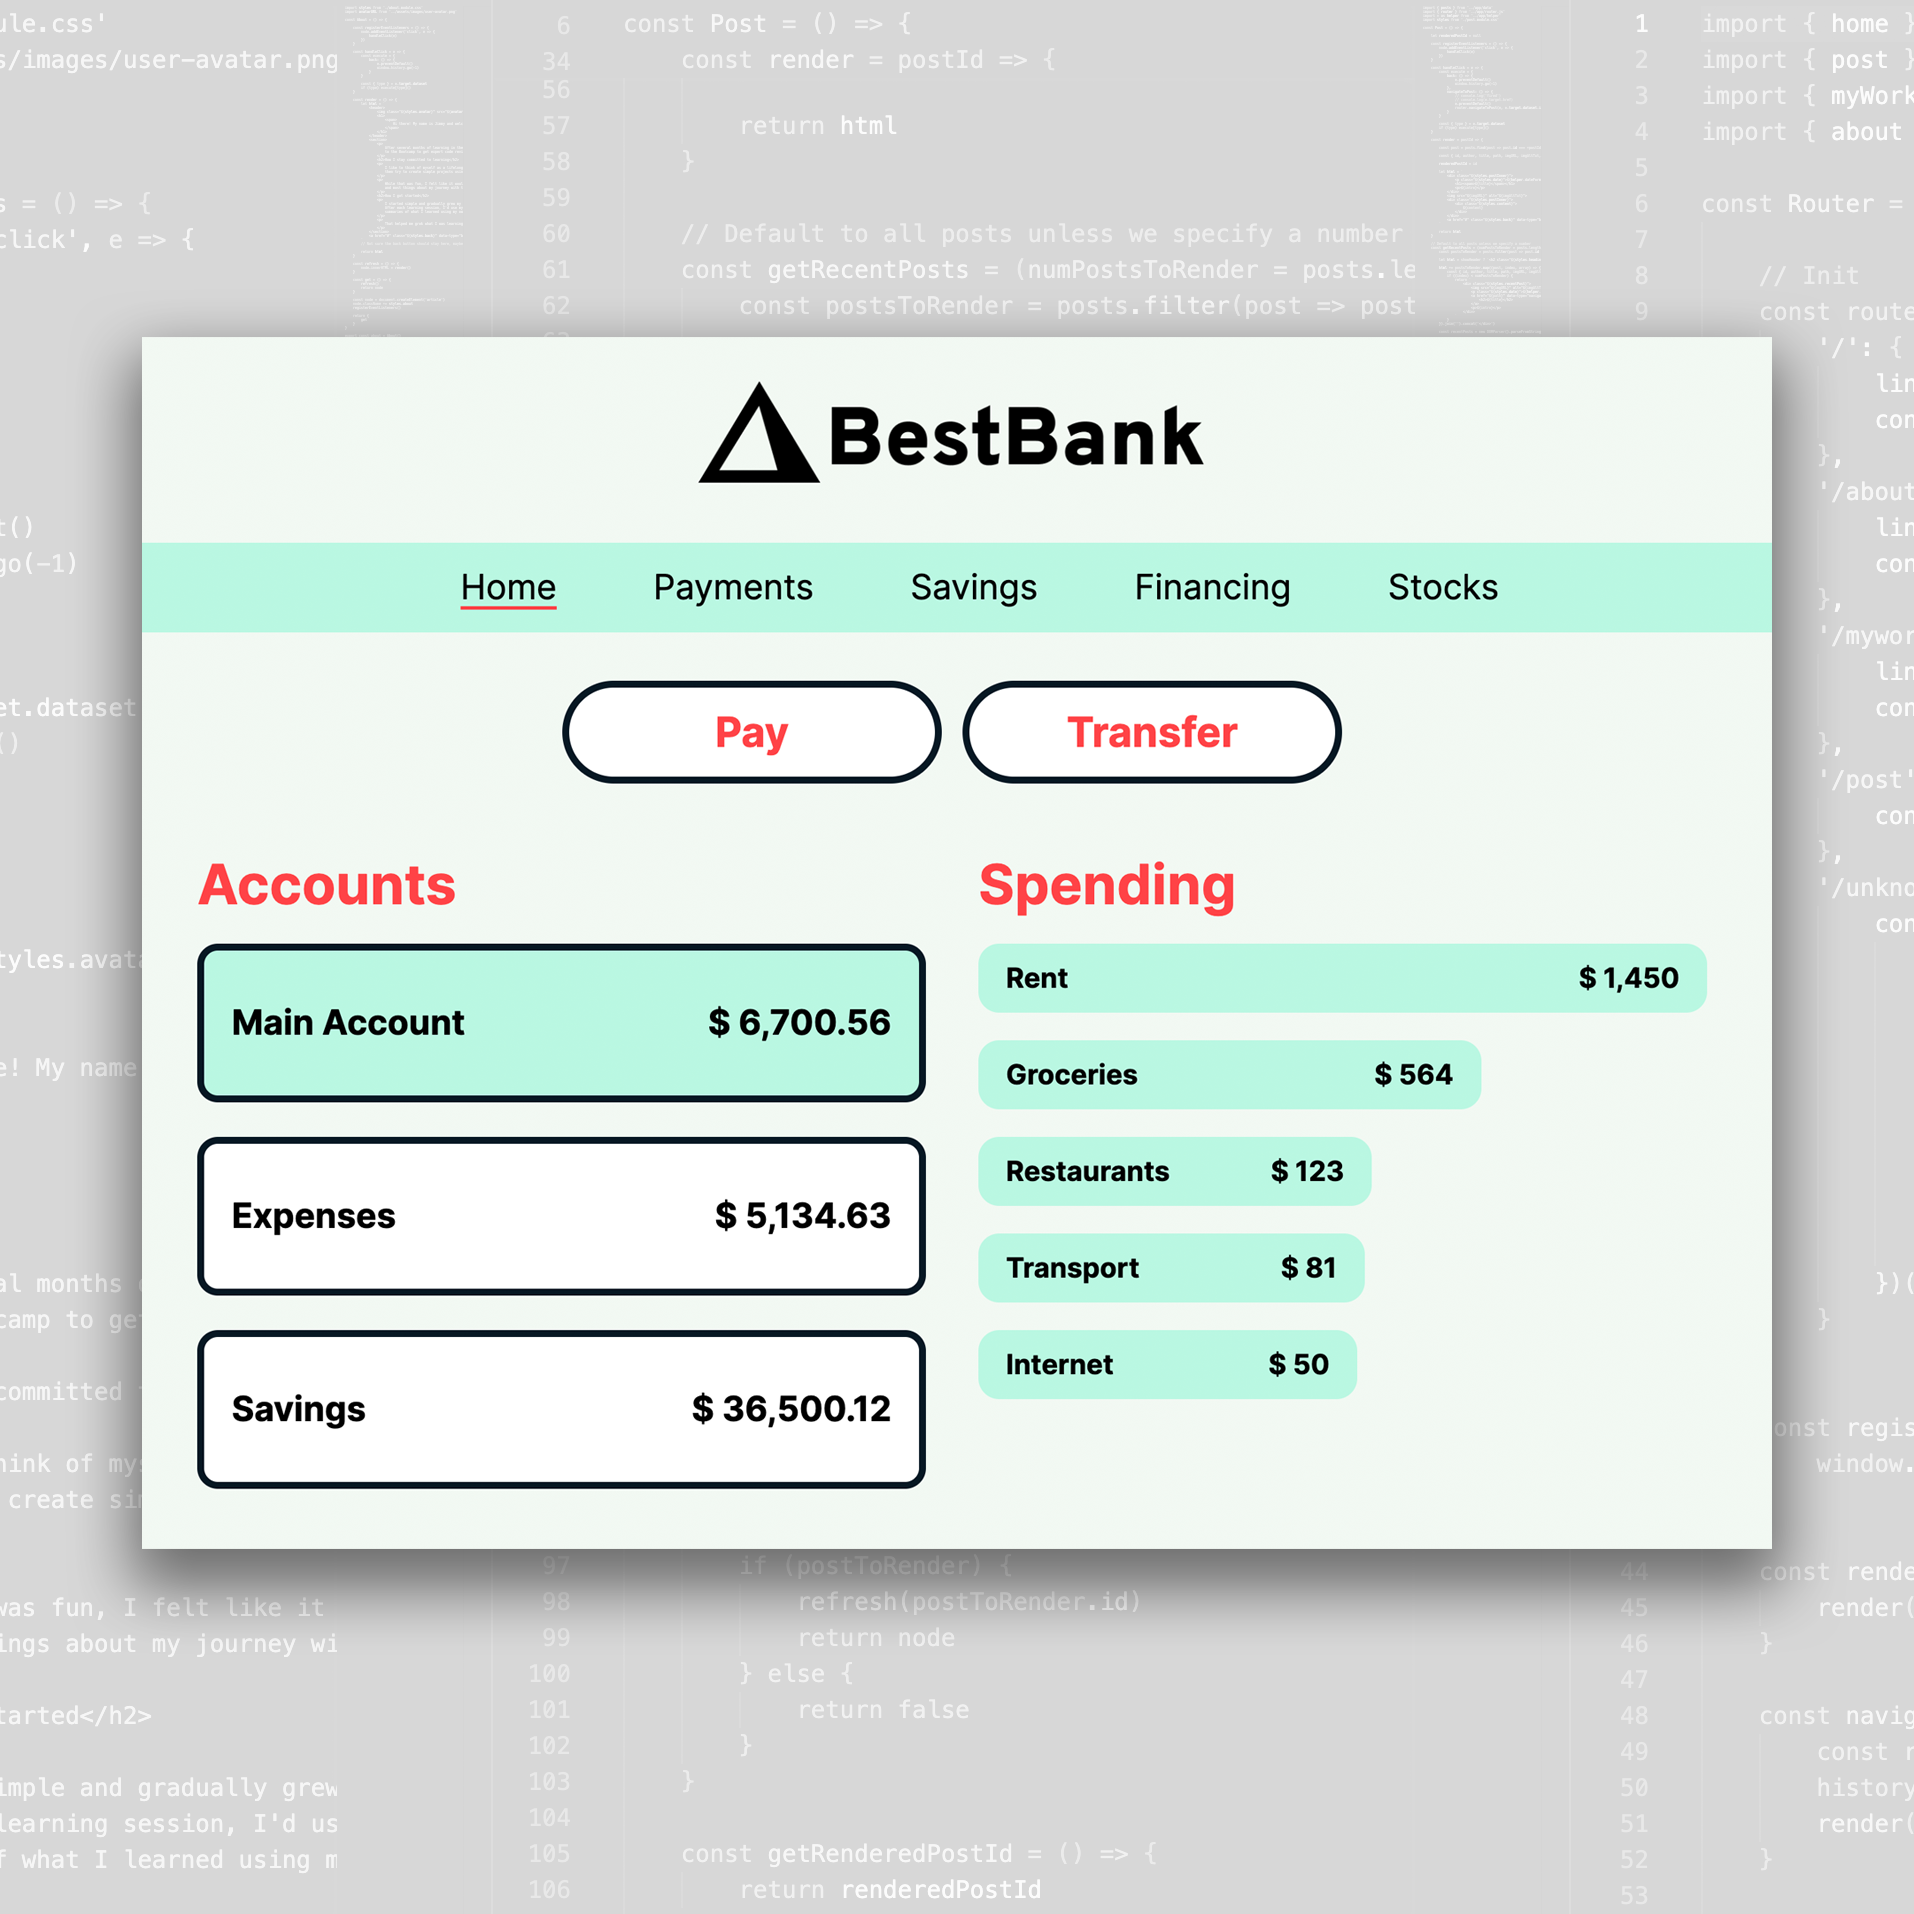 ule.css'
s/images/user-avatar.png
s = () => {
click', e => {
t()
go(-1)
et.dataset
()
tyles.avata
e! My name
al months
camp to get
committed
hink of mys
create sim
was fun, I felt like it
ings about my journey wi
tarted</h2>
imple and gradually grew
learning session, I'd us
f what I learned using m
6 const Post = () => {
34 const render = postId => {
56
57 return html
58 }
59
60 // Default to all posts unless we specify a number
61 const getRecentPosts = (numPostsToRender = posts.le
62 const postsToRender = posts.filter(post => post
BestBank
Home Payments Savings Financing Stocks
Pay Transfer
Accounts
Main Account $ 6,700.56
Expenses $ 5,134.63
Savings $ 36,500.12
Spending
Rent $ 1,450
Groceries $ 564
Restaurants $ 123
Transport $ 81
Internet $ 50
97 if (postToRender) {
98 refresh(postToRender.id)
99 return node
100 } else {
101 return false
102 }
103 }
104
105 const getRenderedPostId = () => {
106 return renderedPostId
1 import { home }
2 import { post }
3 import { myWork
4 import { about
5
6 const Router =
7
8 // Init
9 const route
'/': {
lin
con
},
'/about
lin
con
},
'/mywor
lin
con
},
'/post'
con
},
'/unkno
con
})(
}
onst regis
window.
44 const rende
45 render(
46 }
47
48 const navig
49 const r
50 history
51 render(
52 }
53